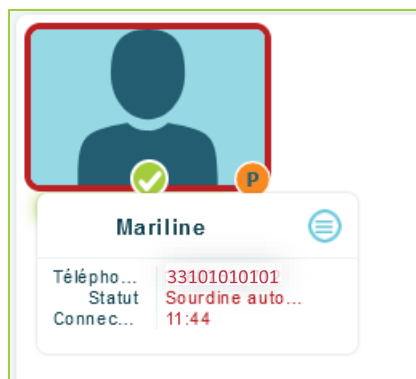 P
Mariline
Télépho... 33101010101
Statut Sourdine auto...
Connec... 11:44